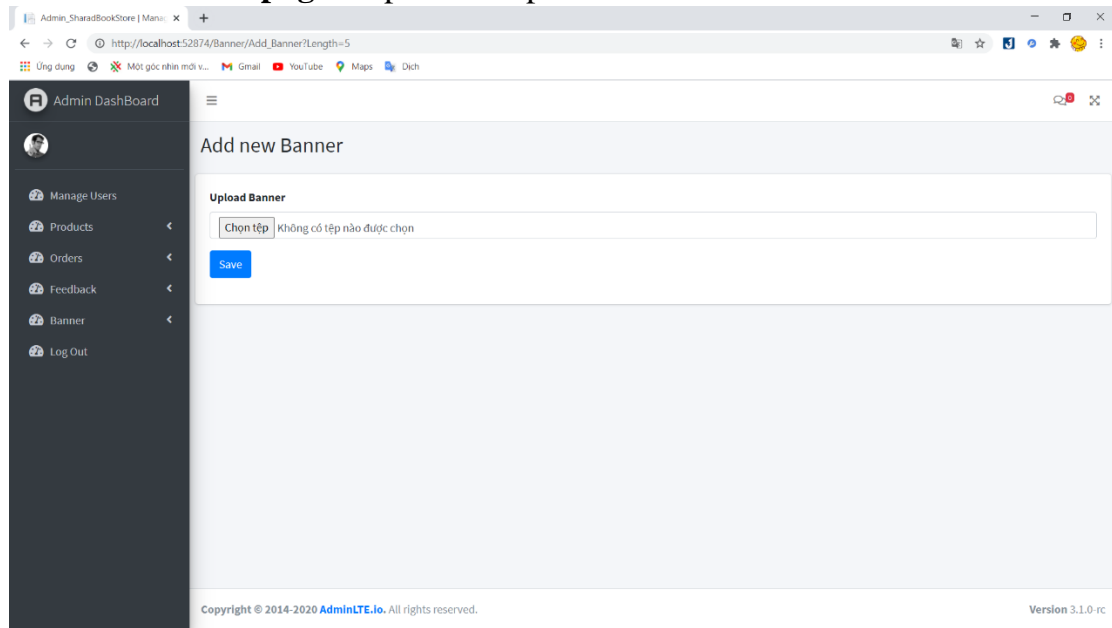 Admin_SharadBookStore | Manag
http://localhost:52874/Banner/Add_Banner?Length=5
Ứng dụng Một góc nhìn mới v... Gmail YouTube Maps Dịch
Admin DashBoard
0
Add new Banner
Manage Users
Products
Orders
Feedback
Banner
Log Out
Upload Banner
Chọn tệp Không có tệp nào được chọn
Save
Copyright © 2014-2020 AdminLTE.io. All rights reserved.
Version 3.1.0-rc